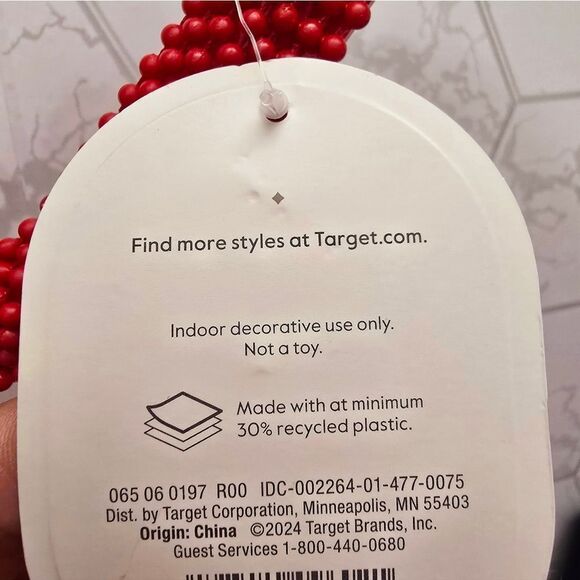 Find more styles at Target.com.
Indoor decorative use only.
Not a toy.
Made with at minimum
30% recycled plastic.
065 06 0197 R00 IDC-002264-01-477-0075
Dist. by Target Corporation, Minneapolis, MN 55403
Origin: China ©2024 Target Brands, Inc.
Guest Services 1-800-440-0680